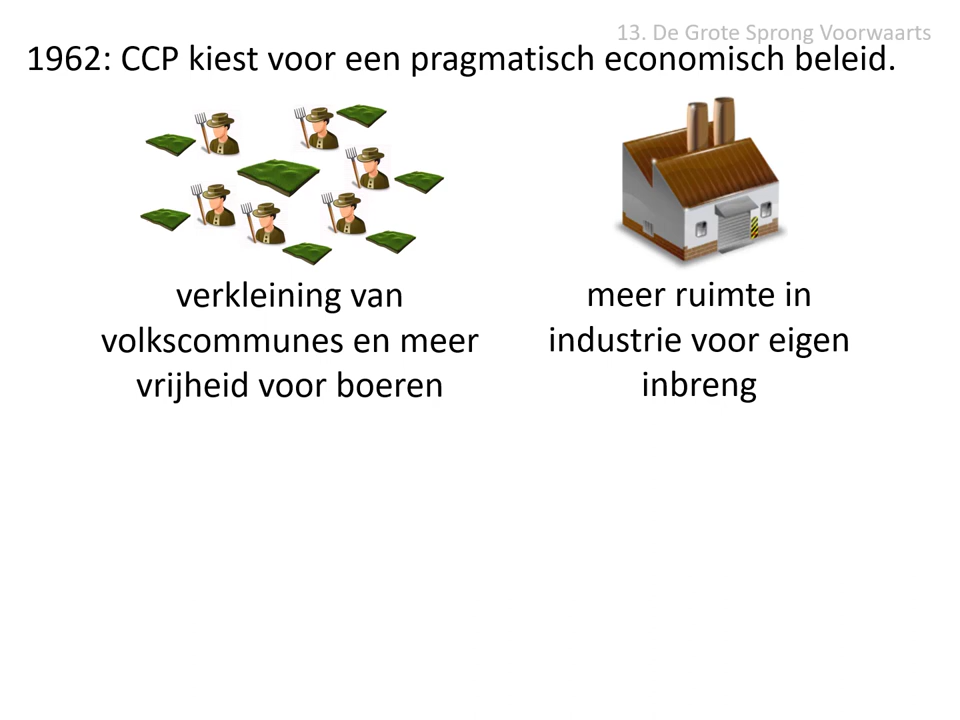 13. De Grote Sprong Voorwaarts
1962: CCP kiest voor een pragmatisch economisch beleid.
verkleining van
volkscommunes en meer
vrijheid voor boeren
meer ruimte in
industrie voor eigen
inbreng